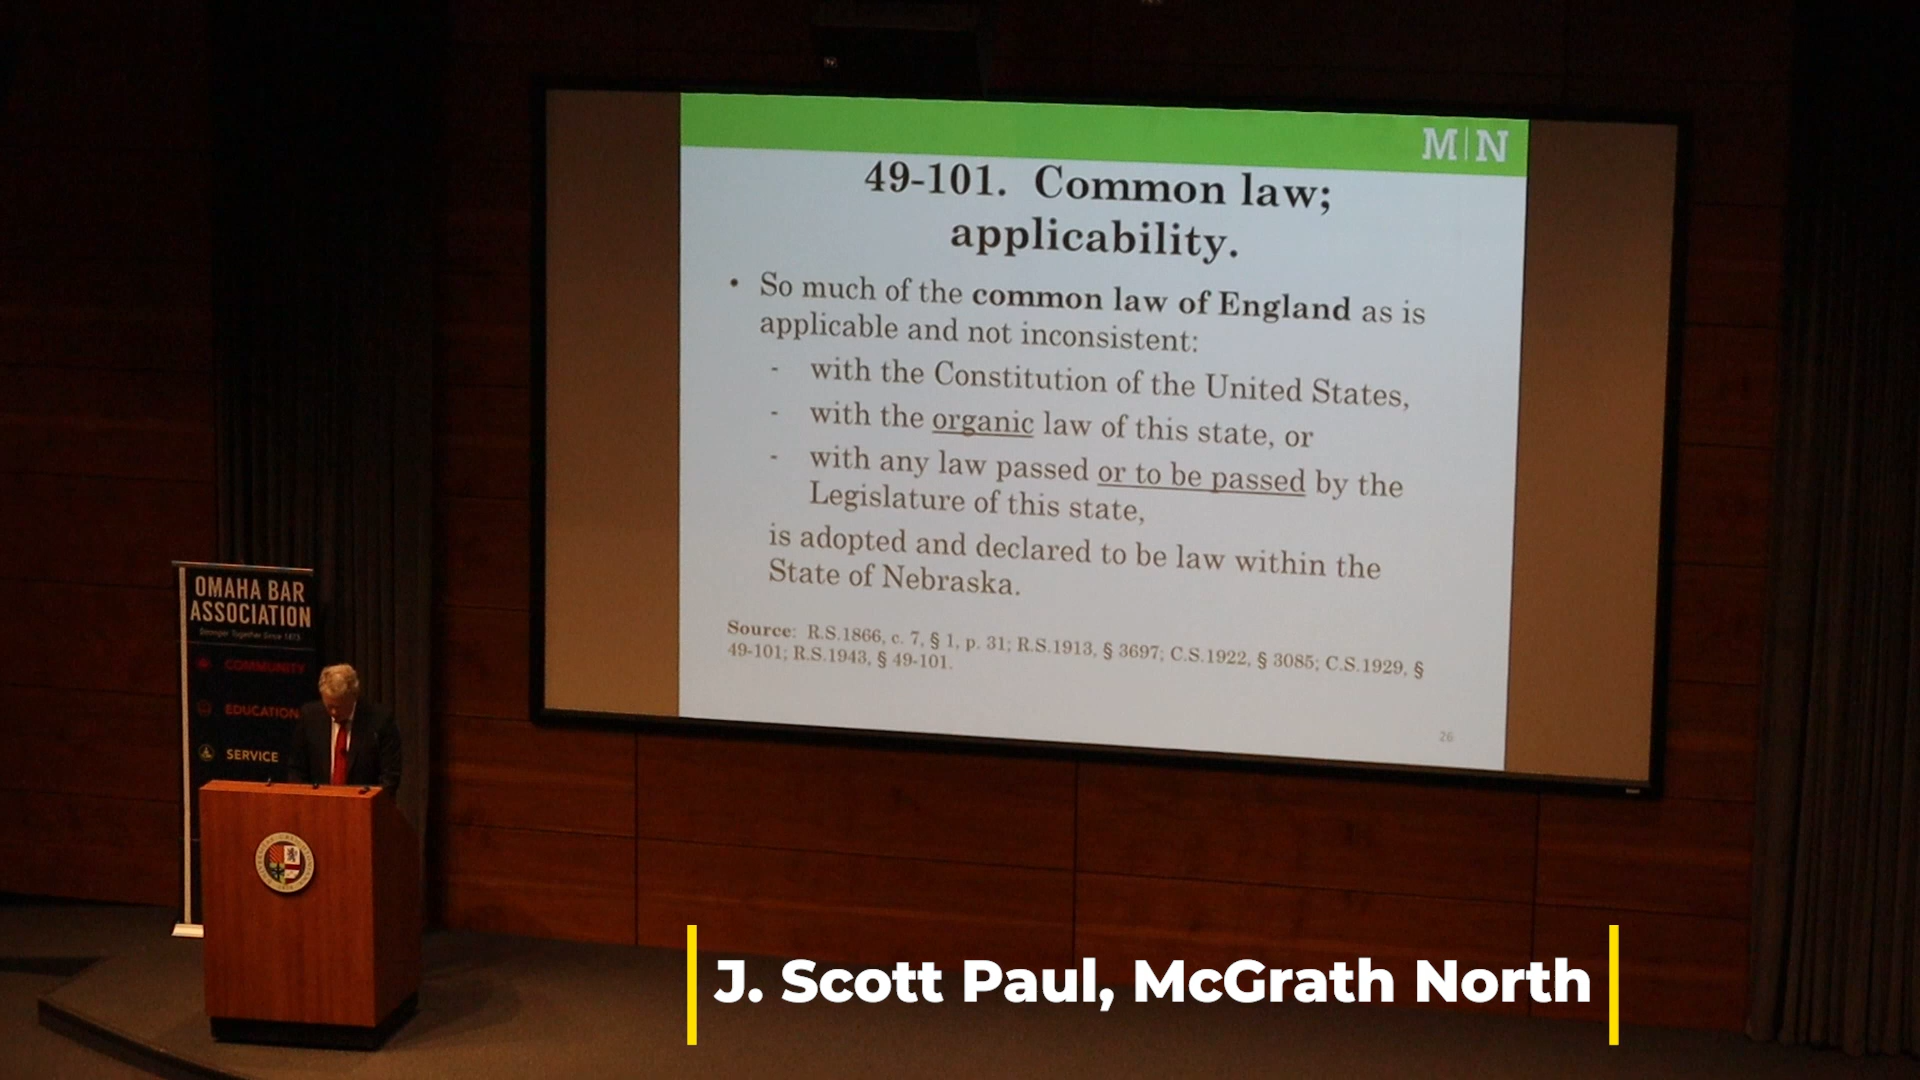 M|N
49-101. Common law;
applicability.
• So much of the common law of England as is
applicable and not inconsistent:
- with the Constitution of the United States,
- with the organic law of this state, or
- with any law passed or to be passed by the
Legislature of this state,
is adopted and declared to be law within the
State of Nebraska.
Source: R.S.1866, c. 7, § 1, p. 31; R.S.1913, § 3697; C.S.1922, § 3085; C.S.1929, §
49-101; R.S.1943, § 49-101.
26
OMAHA BAR
ASSOCIATION
Stronger Together Since 1875
COMMUNITY
EDUCATION
SERVICE
J. Scott Paul, McGrath North